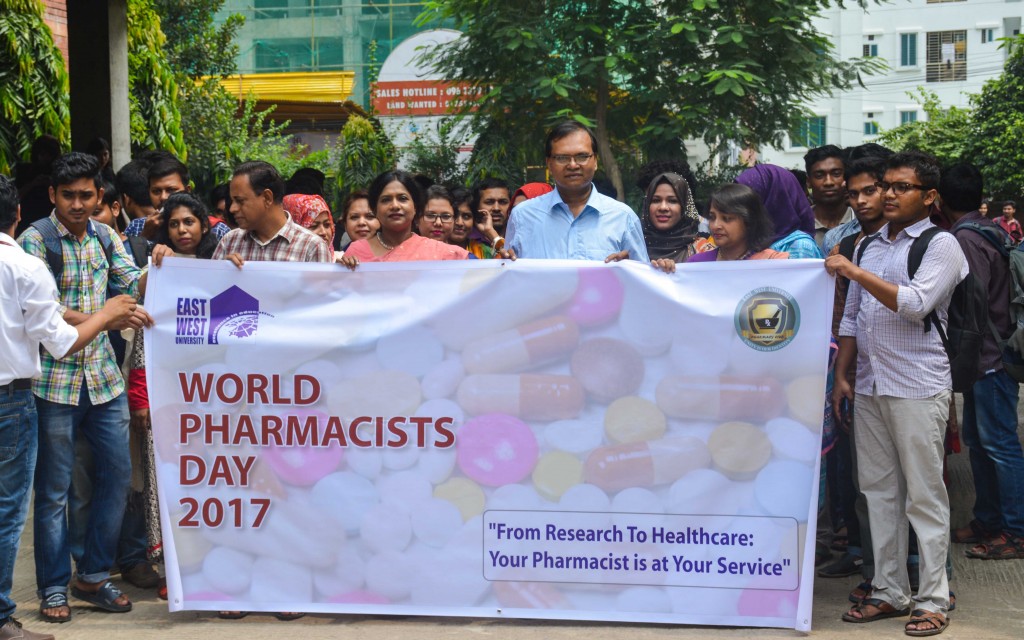 SALES HOTLINE : 096
LAND WANTED :
EAST
WEST
UNIVERSITY
WORLD
PHARMACISTS
DAY
2017
"From Research To Healthcare:
Your Pharmacist is at Your Service"